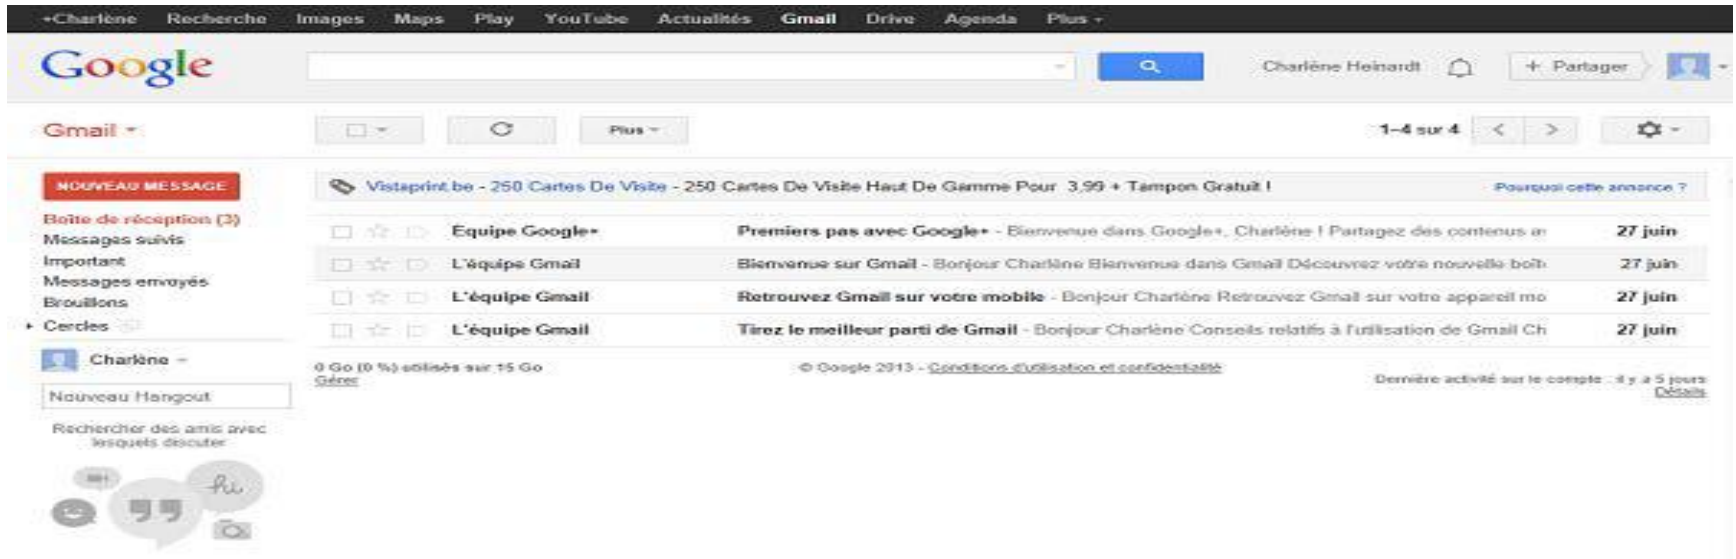 +Charlène Recherche Images Maps Play YouTube Actualités Gmail Drive Agenda Plus
Google Charlène Heinardt + Partager
Gmail Plus 1–4 sur 4
NOUVEAU MESSAGE Vistaprint.be - 250 Cartes De Visite - 250 Cartes De Visite Haut De Gamme Pour 3,99 + Tampon Gratuit ! Pourquoi cette annonce ?
Boîte de réception (3)
Messages suivis
Important
Messages envoyés
Brouillons
Cercles
Equipe Google+ Premiers pas avec Google+ - Bienvenue dans Google+, Charlène ! Partagez des contenus av 27 juin
L'équipe Gmail Bienvenue sur Gmail - Bonjour Charlène Bienvenue dans Gmail Découvrez votre nouvelle boît 27 juin
L'équipe Gmail Retrouvez Gmail sur votre mobile - Bonjour Charlène Retrouvez Gmail sur votre appareil mo 27 juin
L'équipe Gmail Tirez le meilleur parti de Gmail - Bonjour Charlène Conseils relatifs à l'utilisation de Gmail Ch 27 juin
Charlène
Nouveau Hangout
Rechercher des amis avec
lesquels discuter
hi
0 Go (0 %) utilisés sur 15 Go
Gérer
© Google 2013 - Conditions d'utilisation et confidentialité
Dernière activité sur le compte : il y a 5 jours
Détails